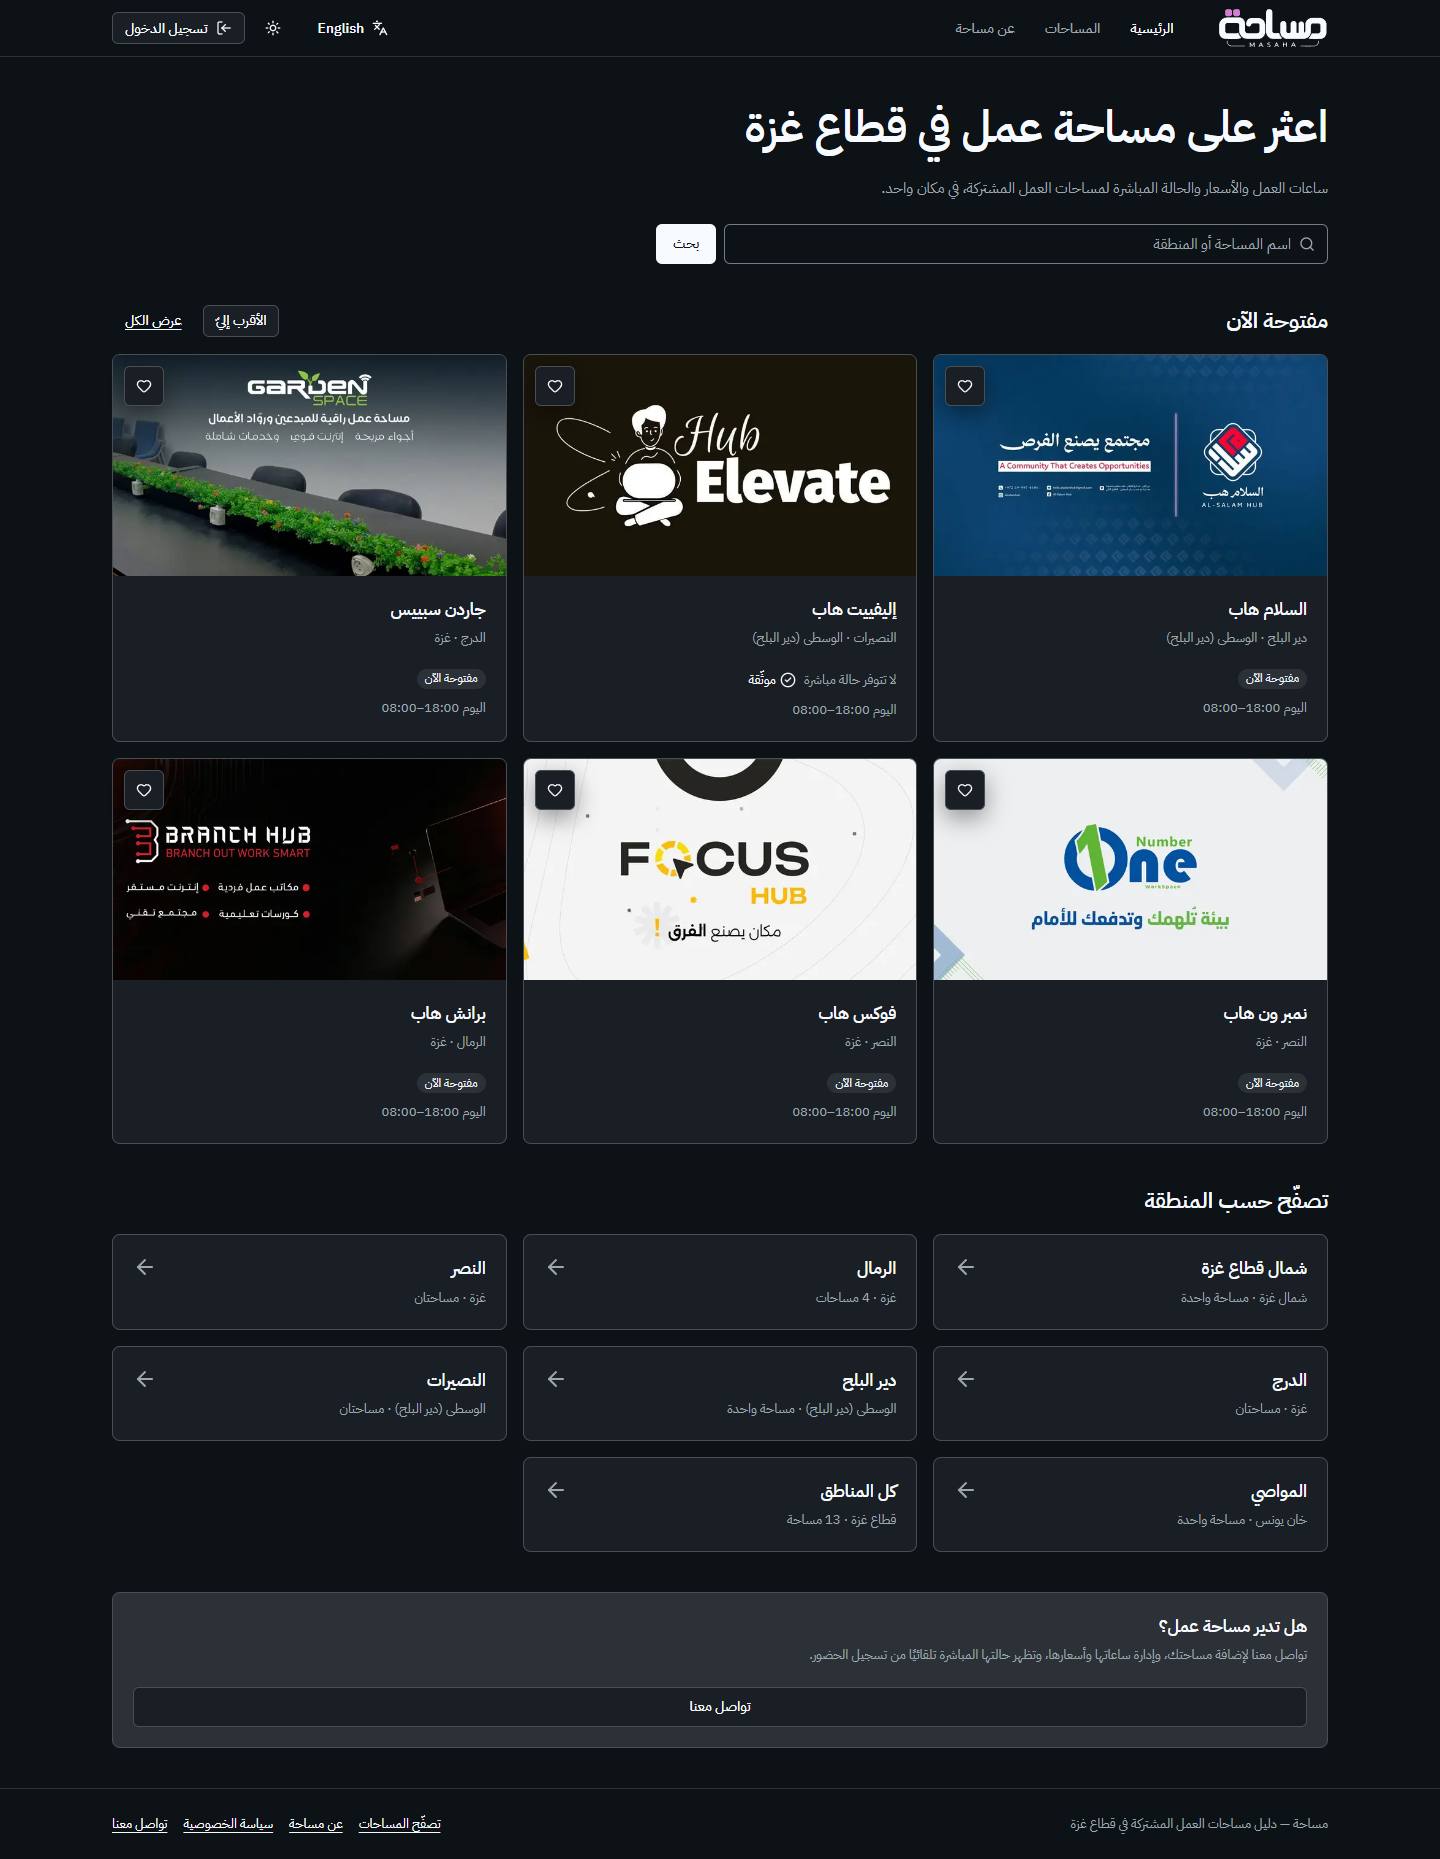 مساحة
MASAHA
الرئيسية
المساحات
عن مساحة
English
تسجيل الدخول
اعثر على مساحة عمل في قطاع غزة
ساعات العمل والأسعار والحالة المباشرة لمساحات العمل المشتركة، في مكان واحد.
اسم المساحة أو المنطقة
بحث
مفتوحة الآن
الأقرب إليّ
عرض الكل
مجتمع يصنع الفرص
A Community That Creates Opportunities
السلام هب
AL-SALAM HUB
السلام هاب
دير البلح · الوسطى (دير البلح)
مفتوحة الآن
اليوم 08:00–18:00
Hub
Elevate
إليفييت هاب
النصيرات · الوسطى (دير البلح)
لا تتوفر حالة مباشرة
موثّقة
اليوم 08:00–18:00
GARDEN
SPACE
مساحة عمل راقية للمبدعين وروّاد الأعمال
أجواء مريحة إنترنت قوي وخدمات شاملة
جاردن سبييس
الدرج · غزة
مفتوحة الآن
اليوم 08:00–18:00
Number
One
WorkSpace
بيئة تُلهمك وتدفعك للأمام
نمبر ون هاب
النصر · غزة
مفتوحة الآن
اليوم 08:00–18:00
FOCUS
HUB
مكان يصنع الفرق !
فوكس هاب
النصر · غزة
مفتوحة الآن
اليوم 08:00–18:00
BRANCH HUB
BRANCH OUT WORK SMART
مكاتب عمل فردية إنترنت مستقر
كورسات تعليمية مجتمع تقني
برانش هاب
الرمال · غزة
مفتوحة الآن
اليوم 08:00–18:00
تصفّح حسب المنطقة
شمال قطاع غزة
شمال غزة · مساحة واحدة
الرمال
غزة · 4 مساحات
النصر
غزة · مساحتان
الدرج
غزة · مساحتان
دير البلح
الوسطى (دير البلح) · مساحة واحدة
النصيرات
الوسطى (دير البلح) · مساحتان
المواصي
خان يونس · مساحة واحدة
كل المناطق
قطاع غزة · 13 مساحة
هل تدير مساحة عمل؟
تواصل معنا لإضافة مساحتك، وإدارة ساعاتها وأسعارها، وتظهر حالتها المباشرة تلقائيًا من تسجيل الحضور.
تواصل معنا
مساحة — دليل مساحات العمل المشتركة في قطاع غزة
تصفّح المساحات
عن مساحة
سياسة الخصوصية
تواصل معنا